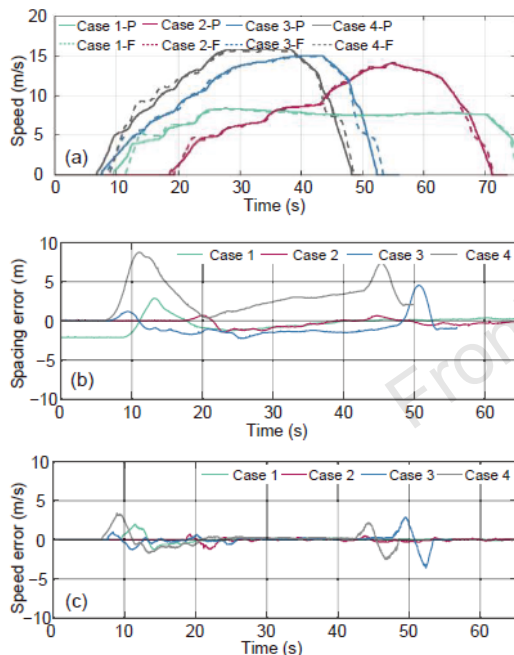 Case 1-P Case 2-P Case 3-P Case 4-P
Case 1-F Case 2-F Case 3-F Case 4-F
20
15
10
5
0
Speed (m/s)
(a)
0 10 20 30 40 50 60 70
Time (s)
10
5
0
−5
−10
Spacing error (m)
Case 1 Case 2 Case 3 Case 4
(b)
0 10 20 30 40 50 60
Time (s)
From
10
5
0
−5
−10
Speed error (m/s)
Case 1 Case 2 Case 3 Case 4
(c)
10 20 30 40 50 60
Time (s)